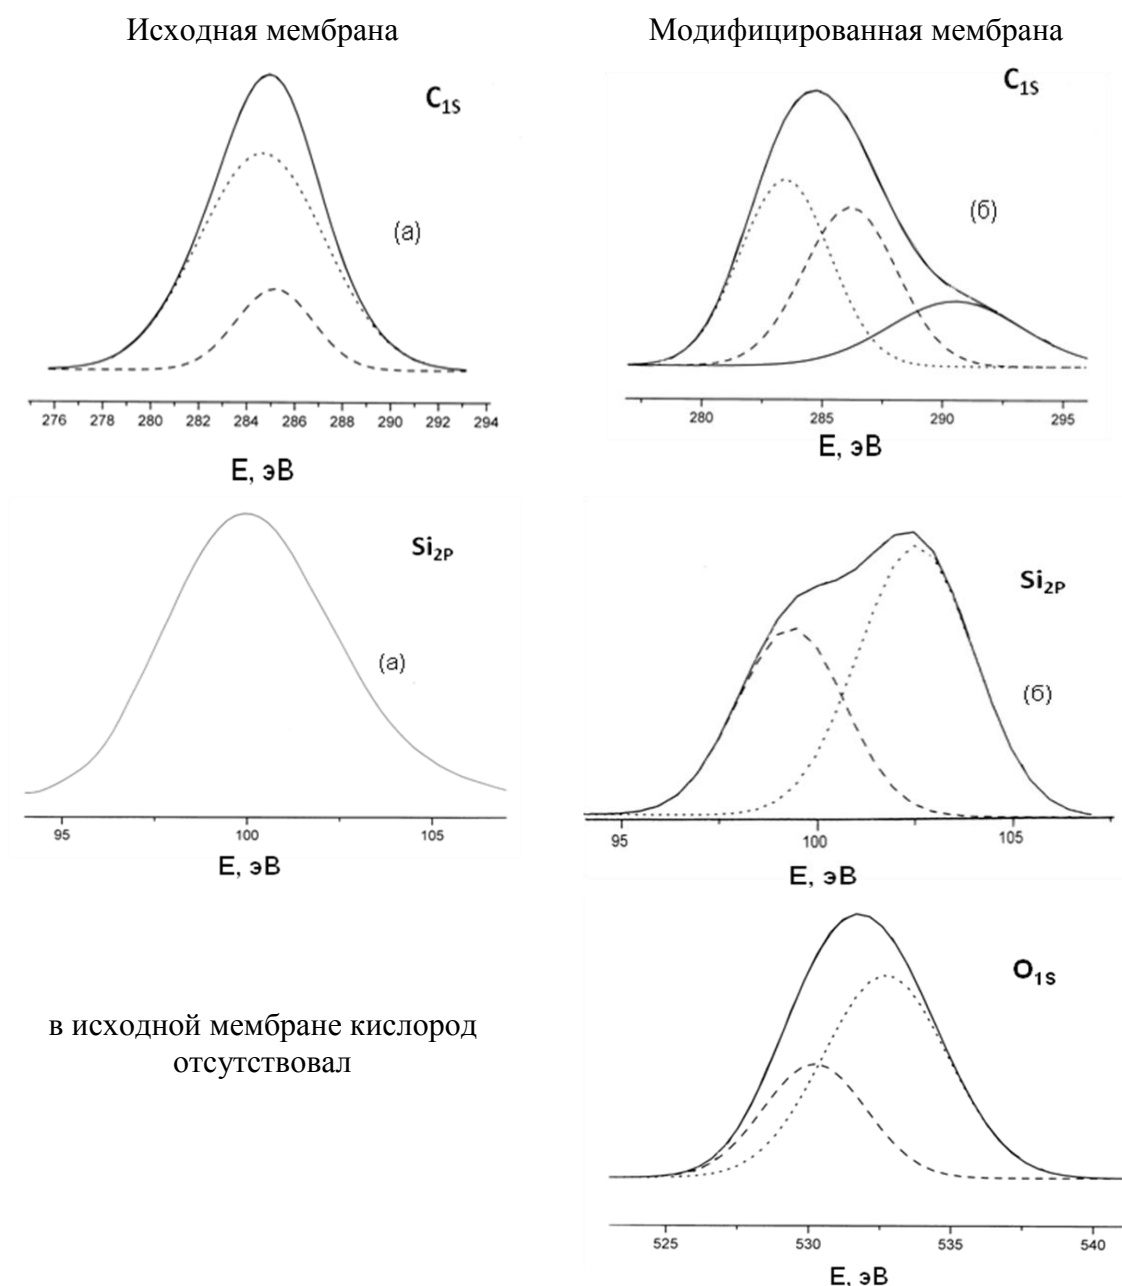 Исходная мембрана
Модифицированная мембрана
C1S
(а)
276 278 280 282 284 286 288 290 292 294
Е, эВ
C1S
(б)
280 285 290 295
Е, эВ
Si2P
(а)
95 100 105
Е, эВ
Si2P
(б)
95 100 105
Е, эВ
в исходной мембране кислород
отсутствовал
O1S
525 530 535 540
Е, эВ